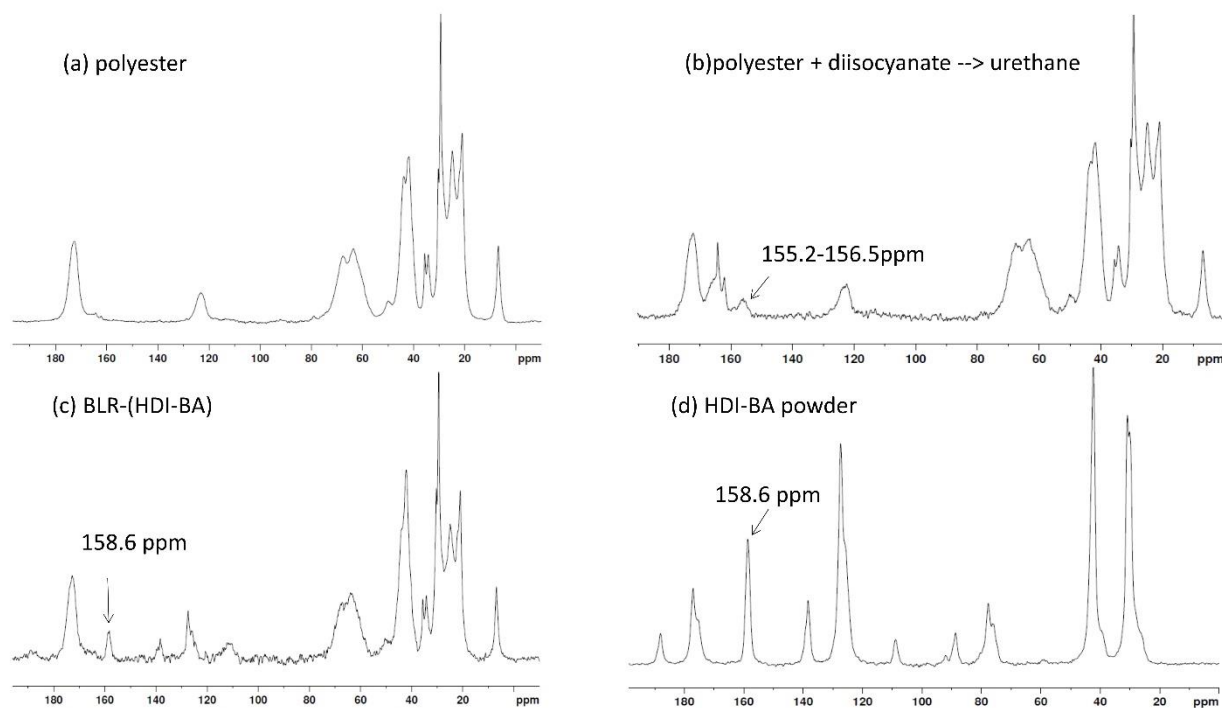 (a) polyester
(b)polyester + diisocyanate --> urethane
155.2-156.5ppm
180 160 140 120 100 80 60 40 20 ppm
180 160 140 120 100 80 60 40 20 ppm
(c) BLR-(HDI-BA)
(d) HDI-BA powder
158.6 ppm
158.6 ppm
180 160 140 120 100 80 60 40 20 ppm
180 160 140 120 100 80 60 40 20 ppm